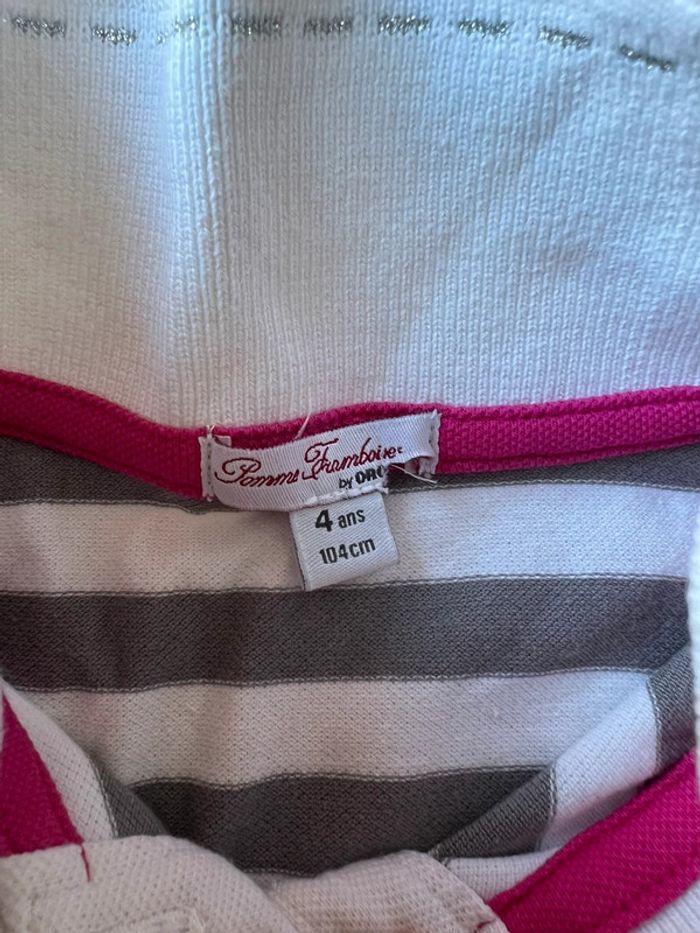 Pomme Framboise
by ORC
4 ans
104cm